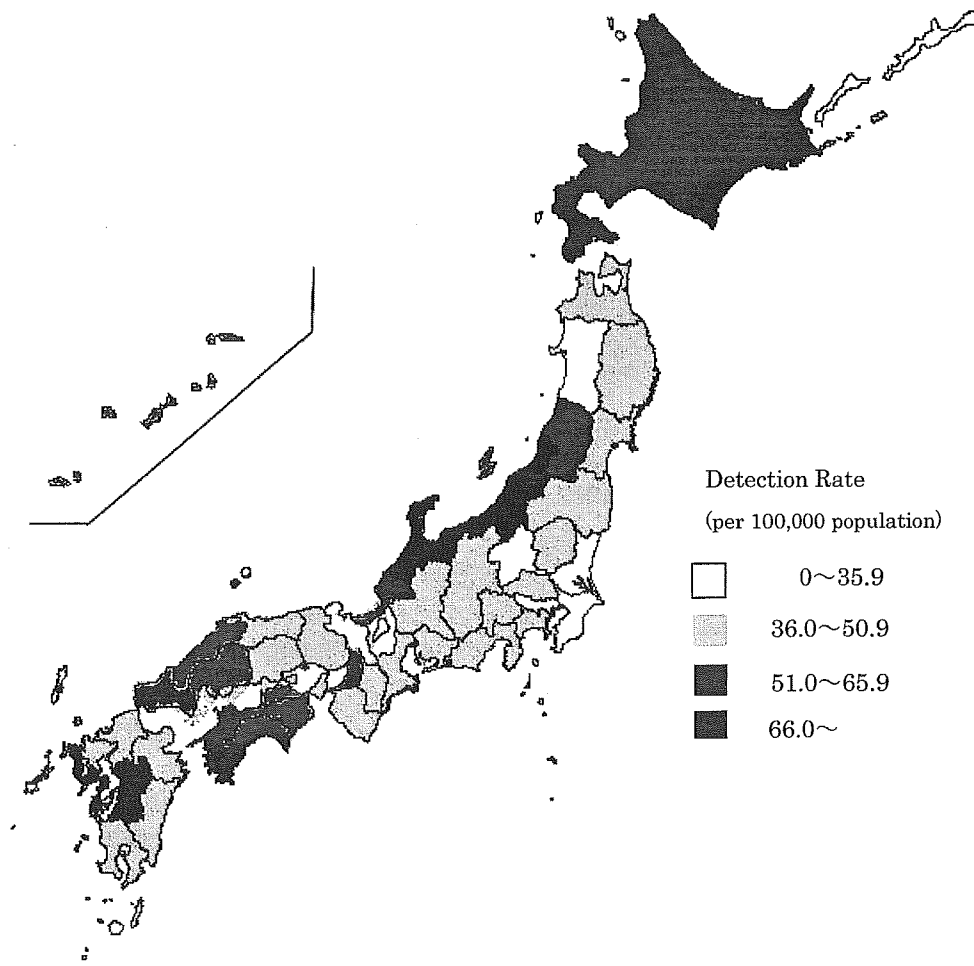 Detection Rate
(per 100,000 population)
0～35.9
36.0～50.9
51.0～65.9
66.0～